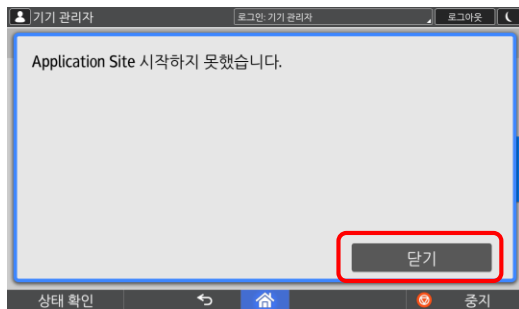 기기 관리자 로그인: 기기 관리자 로그아웃
Application Site 시작하지 못했습니다.
닫기
상태 확인 중지